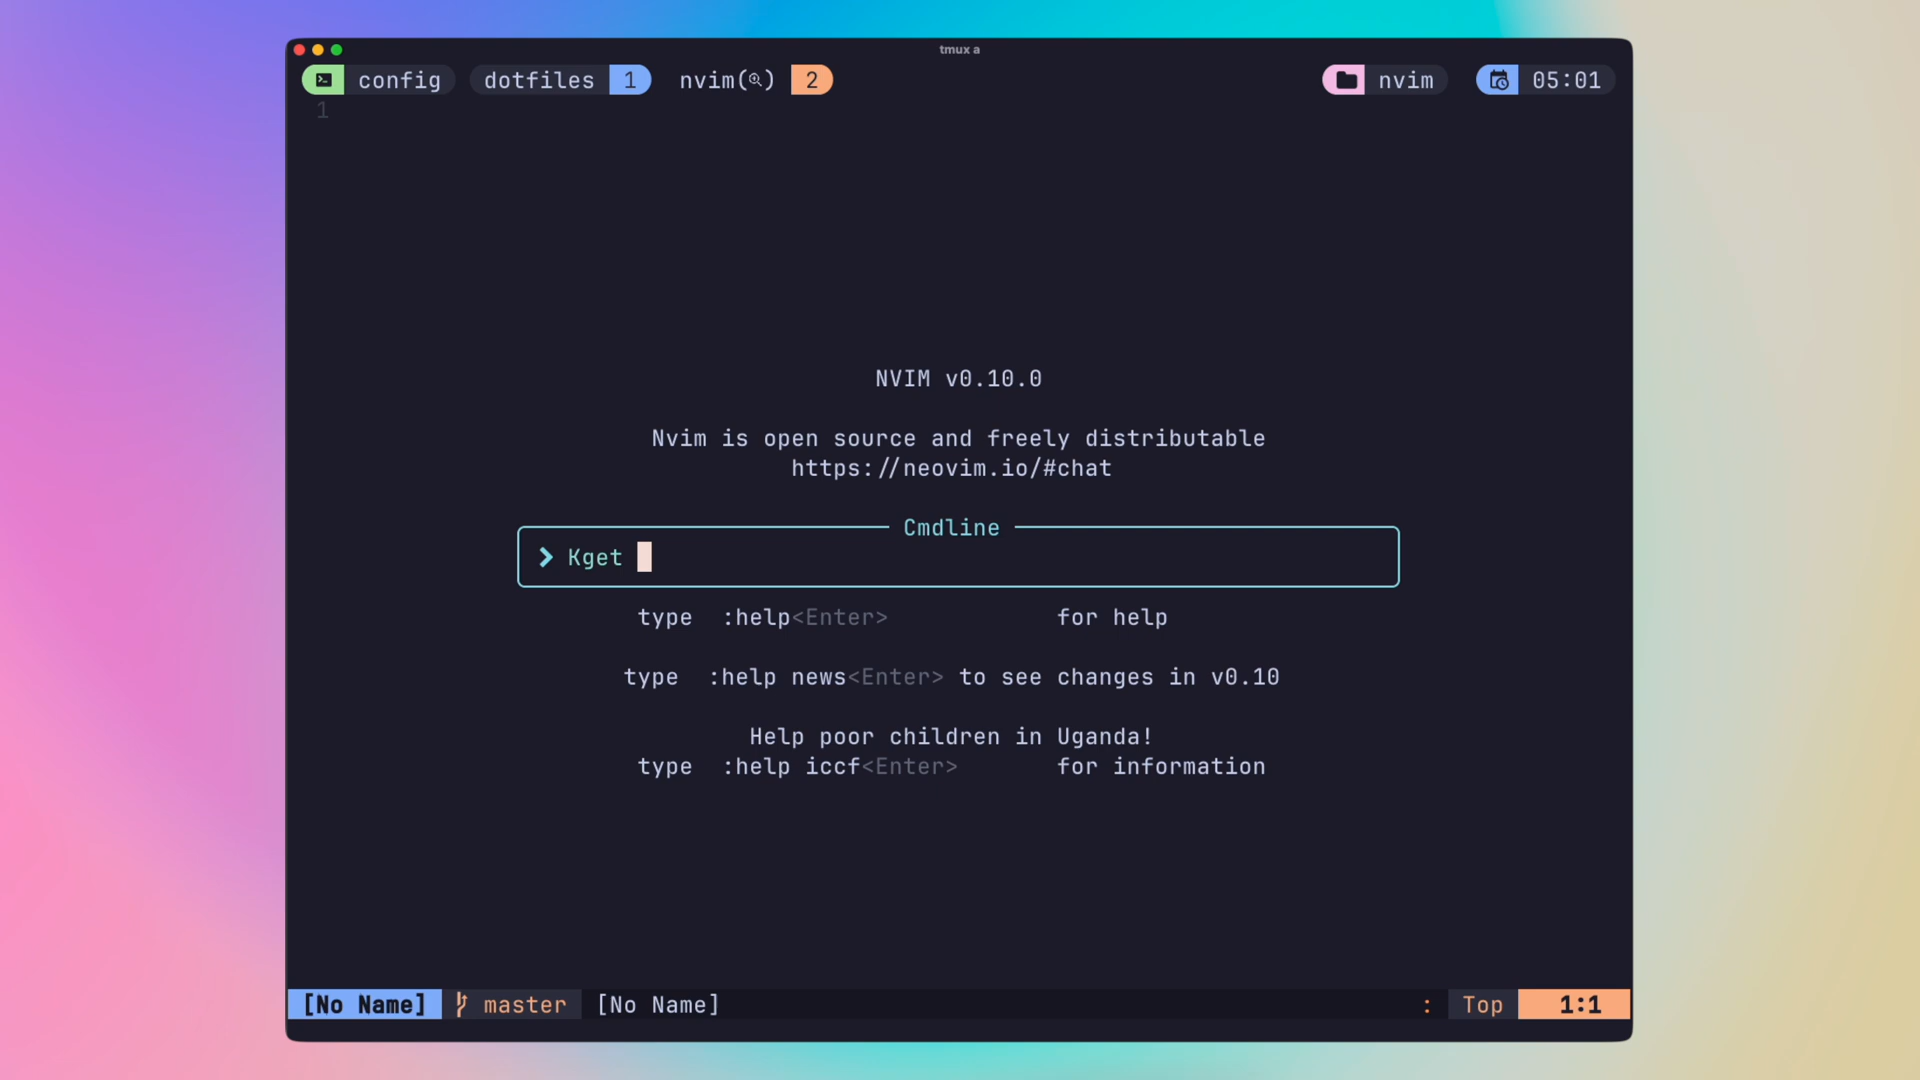 tmux a
config dotfiles 1 nvim() 2 nvim 05:01
1
NVIM v0.10.0
Nvim is open source and freely distributable
https://neovim.io/#chat
Cmdline
Kget
type :help<Enter> for help
type :help news<Enter> to see changes in v0.10
Help poor children in Uganda!
type :help iccf<Enter> for information
[No Name] master [No Name] : Top 1:1